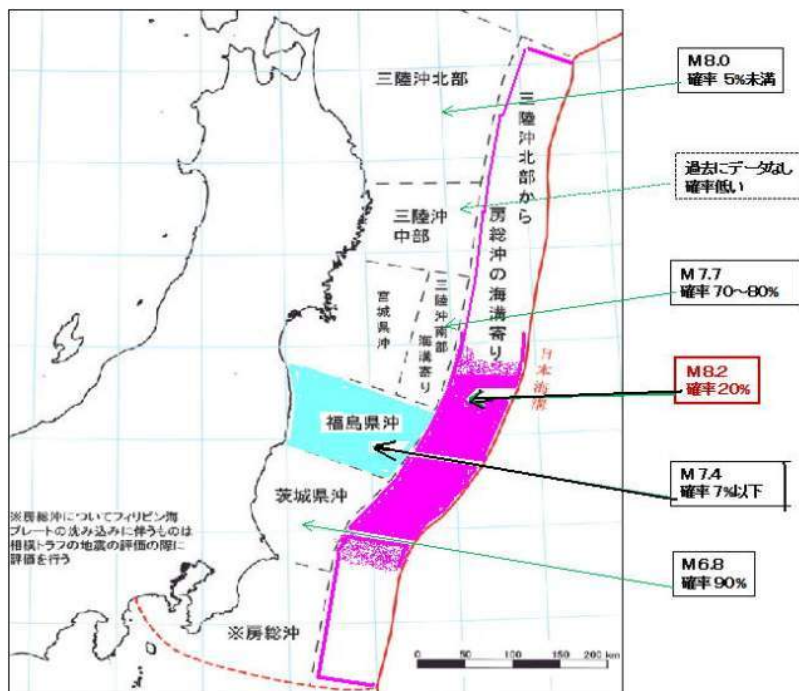 三陸沖北部
三陸沖北部から
房総沖の海溝寄り
三陸沖
中部
宮城県沖
三陸沖南部
海溝寄り
日本海溝
福島県沖
茨城県沖
※房総沖についてフィリピン海
プレートの沈み込みに伴うものは
相模トラフの地震の評価の際に
評価を行う
※房総沖
0 50 100 150 200 km
M8.0
確率 5%未満
過去にデータなし
確率低い
M7.7
確率 70~80%
M8.2
確率20%
M7.4
確率 7%以下
M6.8
確率 90%